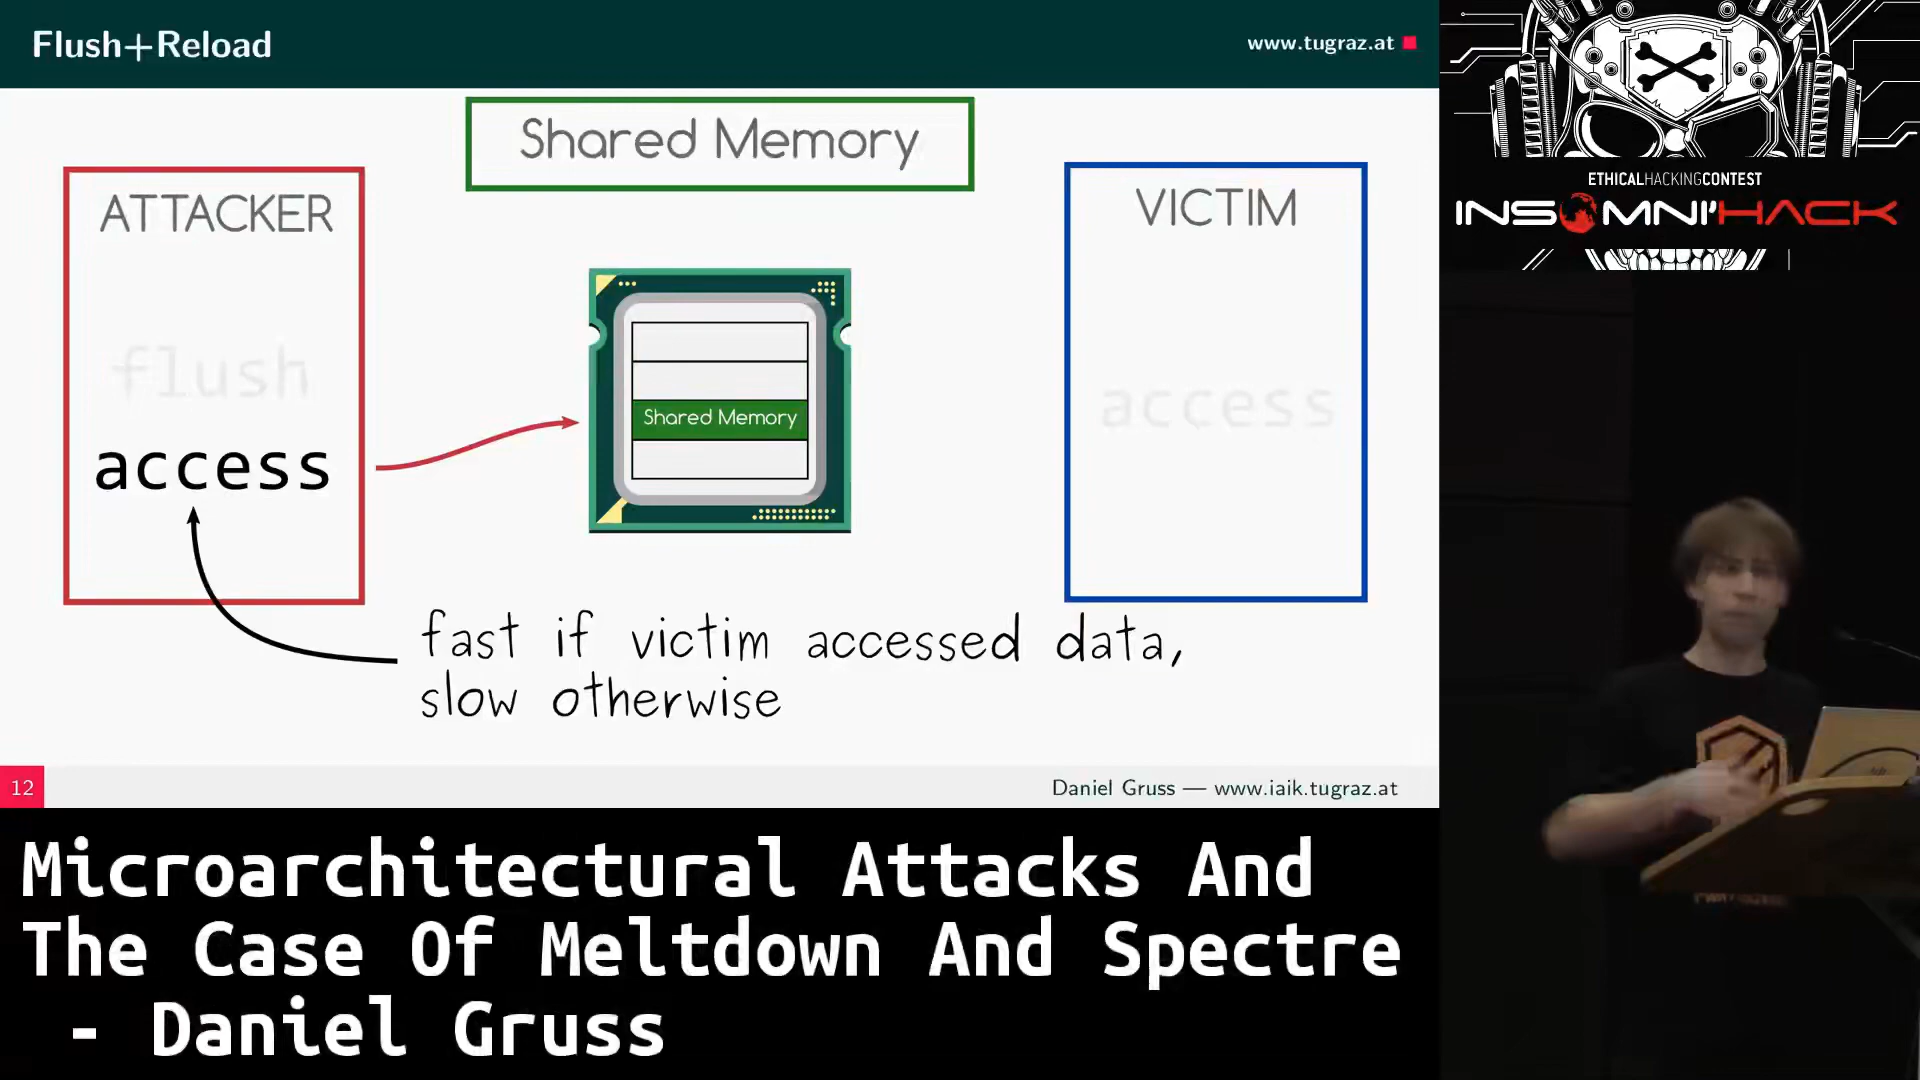 Flush+Reload
www.tugraz.at
Shared Memory
ATTACKER
VICTIM
flush
access
access
Shared Memory
fast if victim accessed data,
slow otherwise
12
Daniel Gruss — www.iaik.tugraz.at
ETHICALHACKINGCONTEST
INSOMNI'HACK
Microarchitectural Attacks And
The Case Of Meltdown And Spectre
- Daniel Gruss